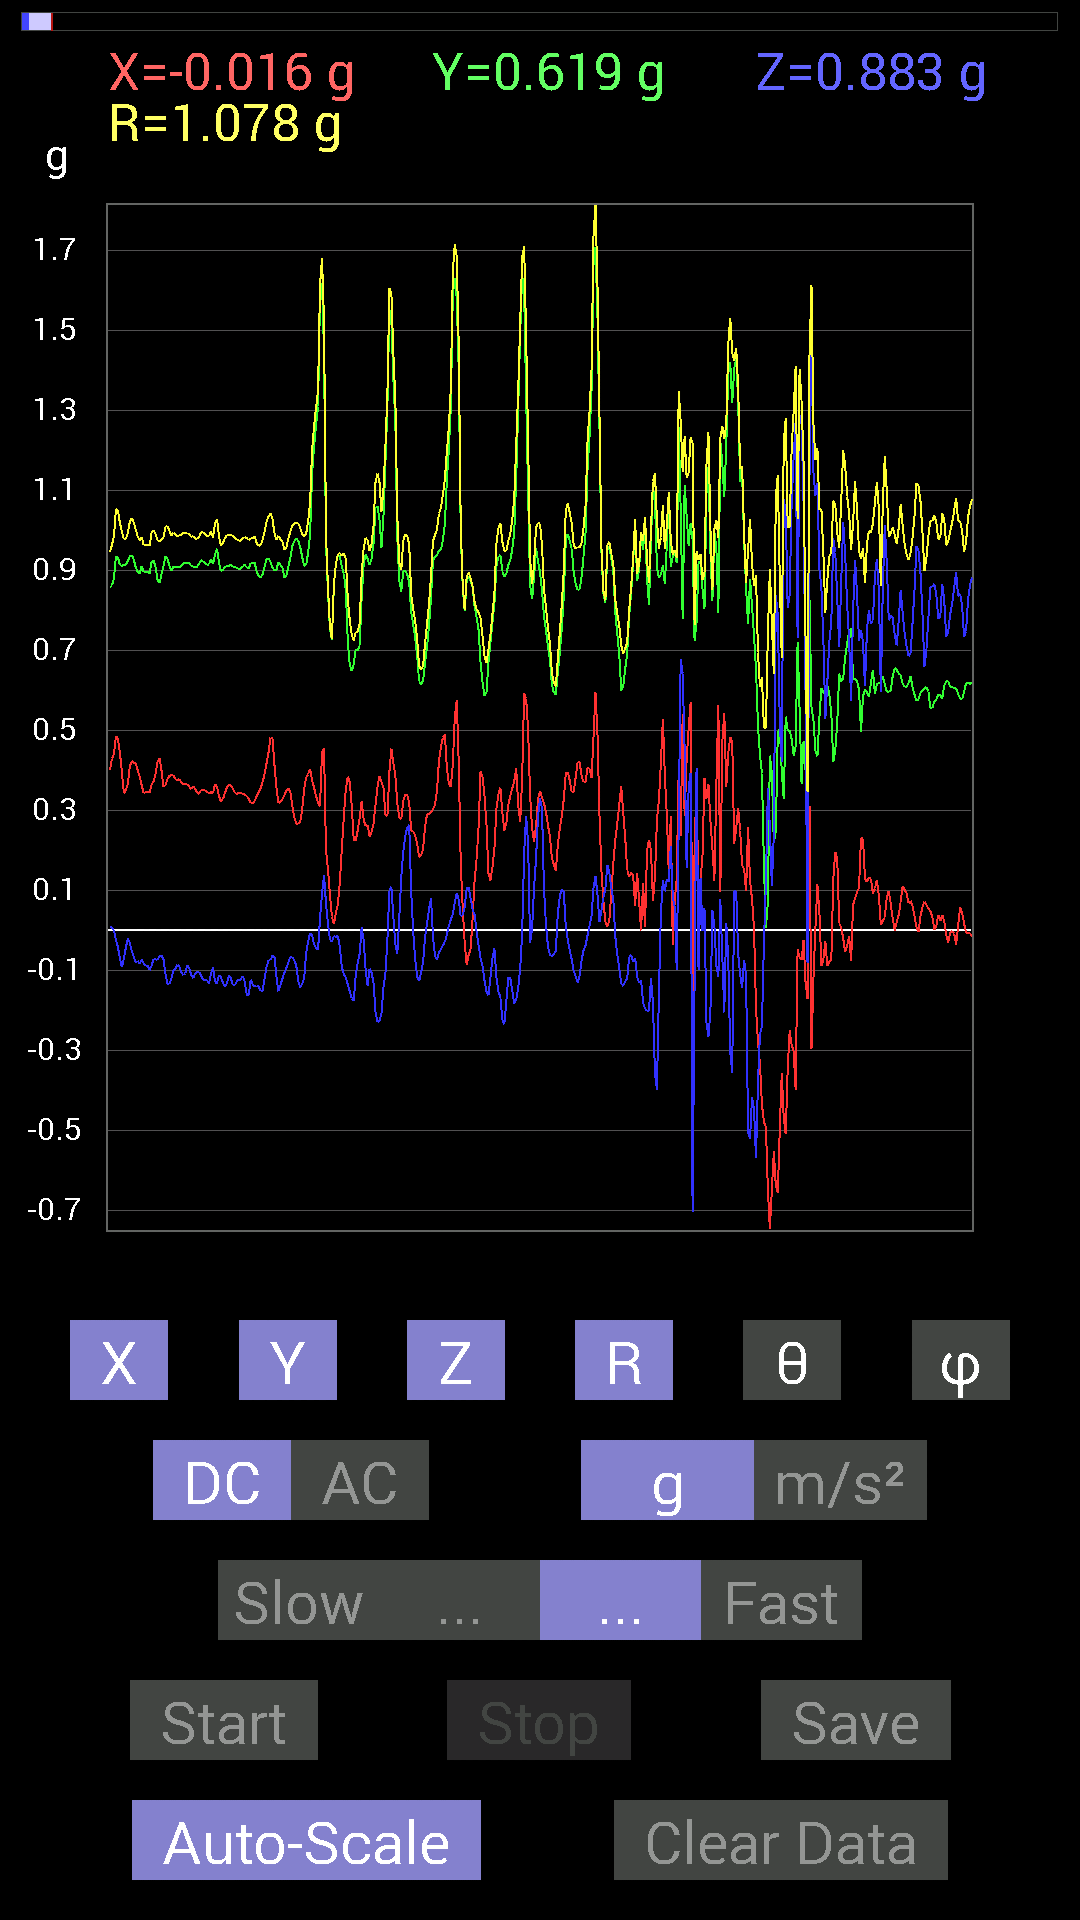 X=-0.016 g Y=0.619 g Z=0.883 g
R=1.078 g
g
1.7
1.5
1.3
1.1
0.9
0.7
0.5
0.3
0.1
-0.1
-0.3
-0.5
-0.7
X Y Z R θ φ
DC AC g m/s²
Slow ... ... Fast
Start Stop Save
Auto-Scale Clear Data